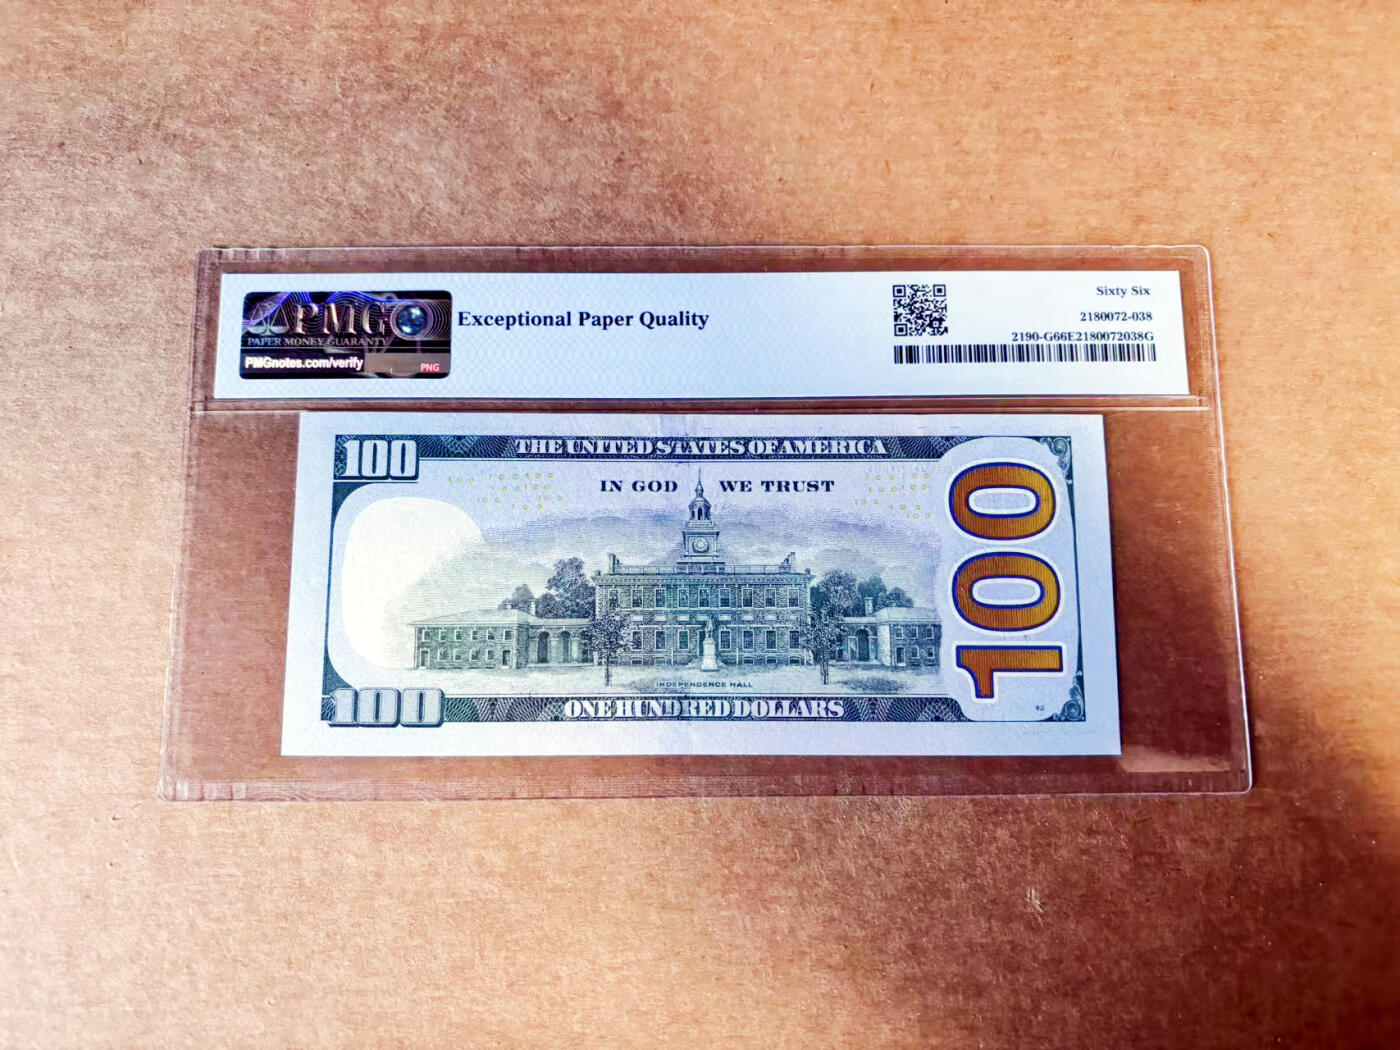 PMG
PAPER MONEY GUARANTY
PMGnotes.com/verify
PNG
Exceptional Paper Quality
Sixty Six
2180072-038
2190-G66E2180072038G
100
THE UNITED STATES OF AMERICA
IN GOD WE TRUST
100
INDEPENDENCE HALL
100
ONE HUNDRED DOLLARS